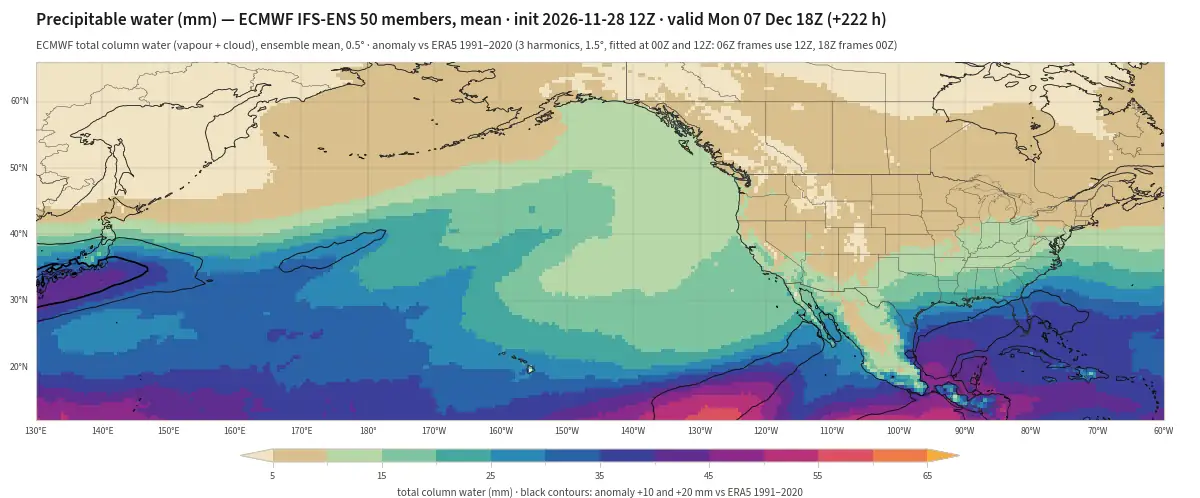 Precipitable water (mm) — ECMWF IFS-ENS 50 members, mean · init 2026-11-28 12Z · valid Mon 07 Dec 18Z (+222 h)
ECMWF total column water (vapour + cloud), ensemble mean, 0.5° · anomaly vs ERA5 1991–2020 (3 harmonics, 1.5°, fitted at 00Z and 12Z: 06Z frames use 12Z, 18Z frames 00Z)
60°N
50°N
40°N
30°N
20°N
130°E 140°E 150°E 160°E 170°E 180° 170°W 160°W 150°W 140°W 130°W 120°W 110°W 100°W 90°W 80°W 70°W 60°W
5 15 25 35 45 55 65
total column water (mm) · black contours: anomaly +10 and +20 mm vs ERA5 1991–2020